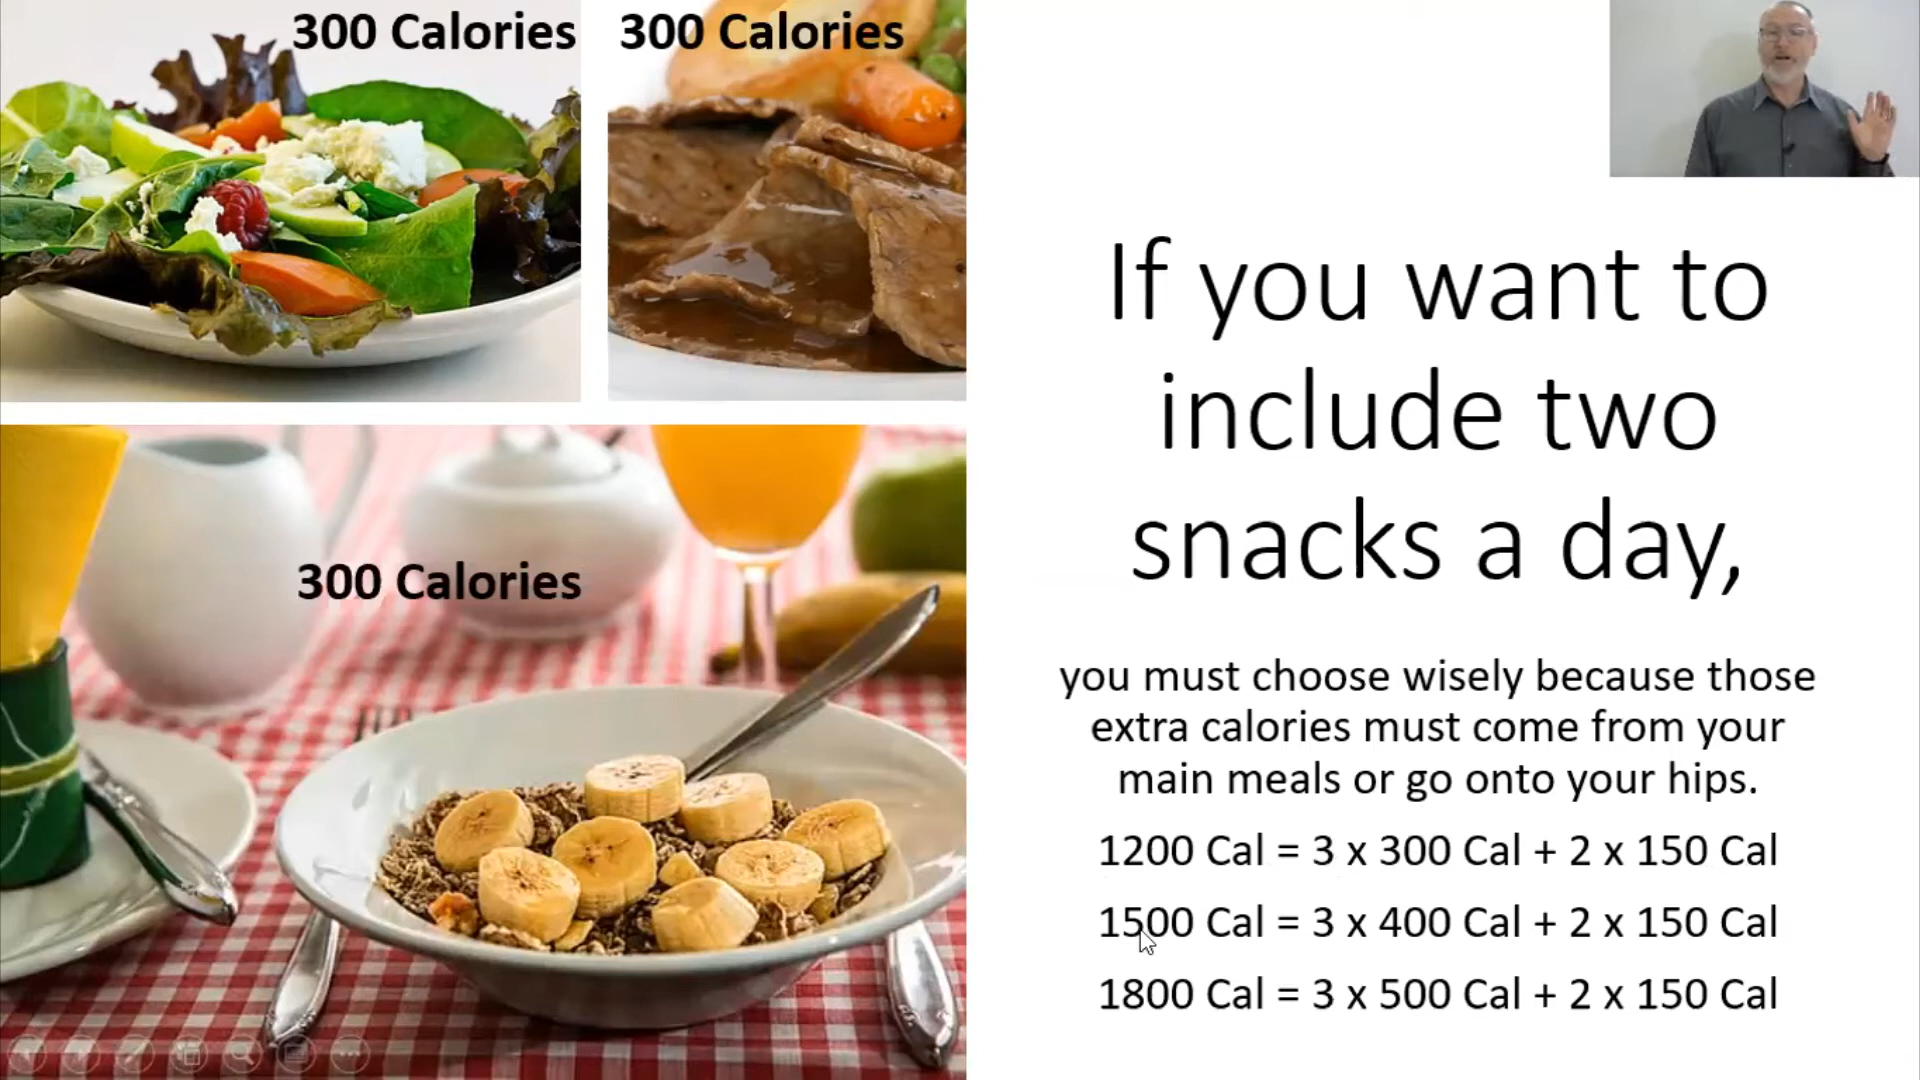 300 Calories
300 Calories
300 Calories
If you want to
include two
snacks a day,
you must choose wisely because those
extra calories must come from your
main meals or go onto your hips.
1200 Cal = 3 x 300 Cal + 2 x 150 Cal
1500 Cal = 3 x 400 Cal + 2 x 150 Cal
1800 Cal = 3 x 500 Cal + 2 x 150 Cal